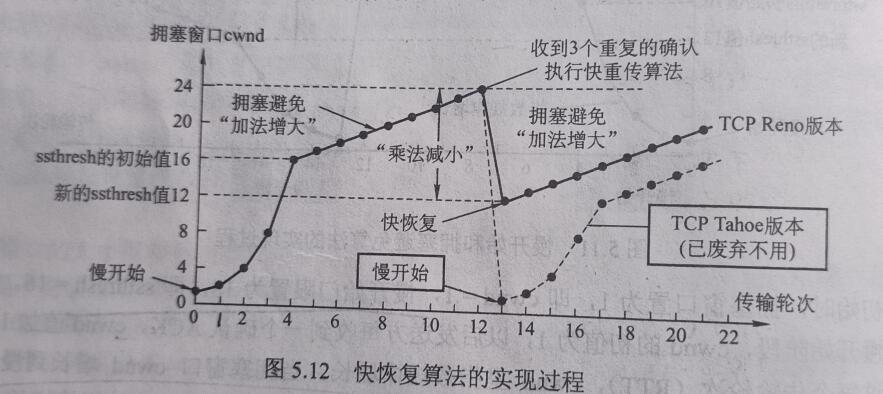 拥塞窗口cwnd
收到3个重复的确认
执行快重传算法
24
20
ssthresh的初始值16
新的ssthresh值12
8
4
0
拥塞避免
“加法增大”
“乘法减小”
拥塞避免
“加法增大”
TCP Reno版本
快恢复
TCP Tahoe版本
(已废弃不用)
慢开始
慢开始
传输轮次
0 1 2 4 6 8 10 12 14 16 18 20 22
图 5.12 快恢复算法的实现过程